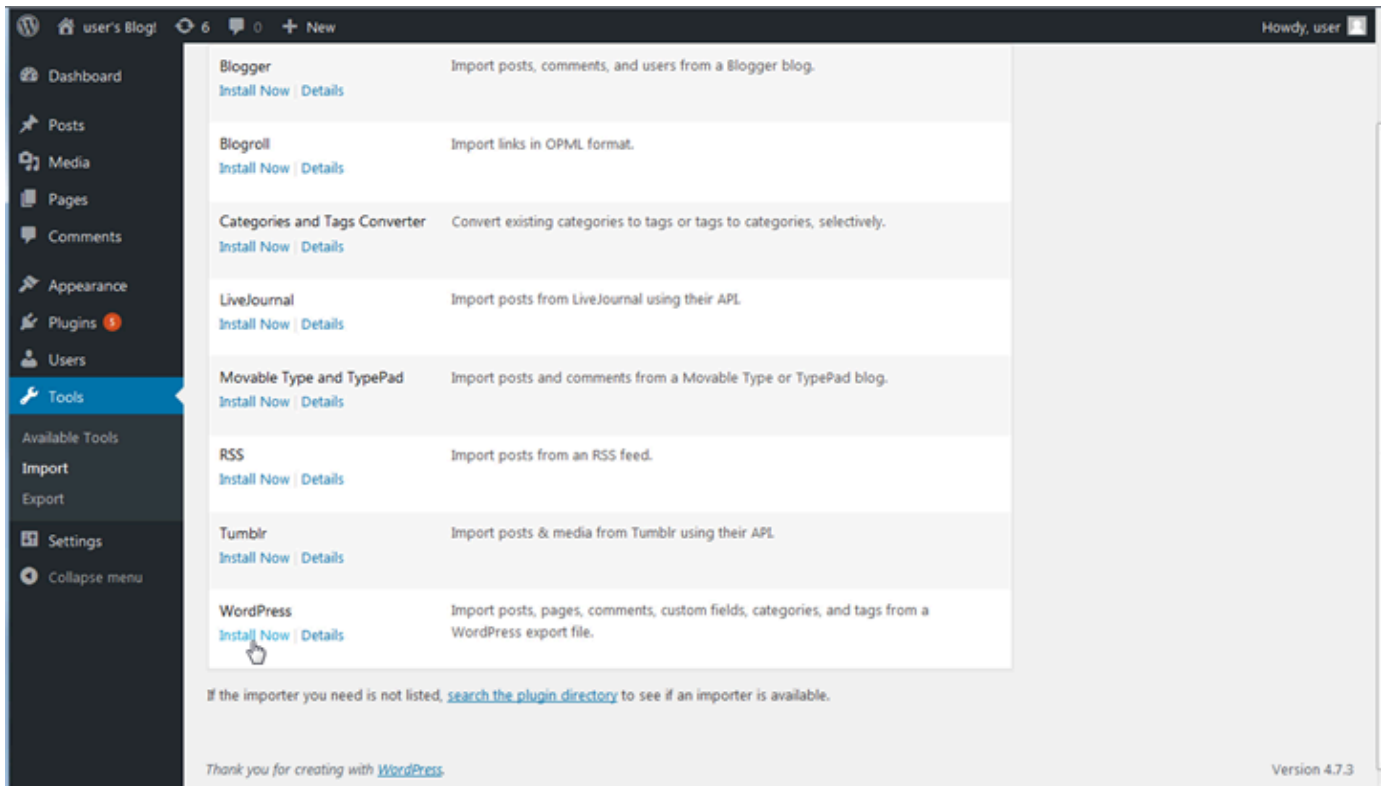 user's Blog! 6 0 New Howdy, user
Dashboard
Posts
Media
Pages
Comments
Appearance
Plugins 5
Users
Tools
Available Tools
Import
Export
Settings
Collapse menu
Blogger Import posts, comments, and users from a Blogger blog.
Install Now | Details
Blogroll Import links in OPML format.
Install Now | Details
Categories and Tags Converter Convert existing categories to tags or tags to categories, selectively.
Install Now | Details
LiveJournal Import posts from LiveJournal using their API.
Install Now | Details
Movable Type and TypePad Import posts and comments from a Movable Type or TypePad blog.
Install Now | Details
RSS Import posts from an RSS feed.
Install Now | Details
Tumblr Import posts & media from Tumblr using their API.
Install Now | Details
WordPress Import posts, pages, comments, custom fields, categories, and tags from a
Install Now | Details WordPress export file.
If the importer you need is not listed, search the plugin directory to see if an importer is available.
Thank you for creating with WordPress. Version 4.7.3